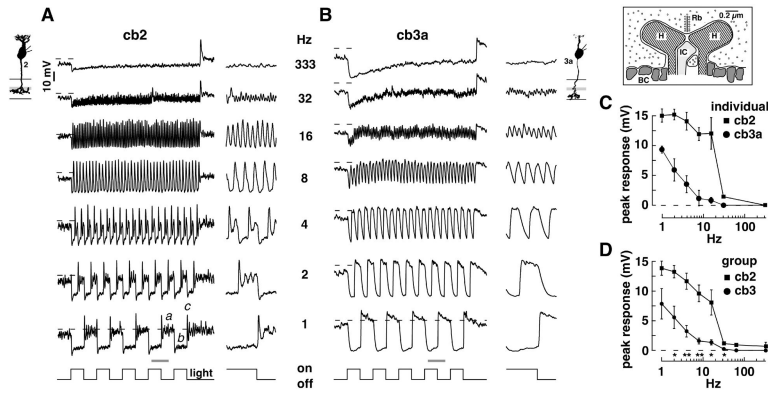 A
cb2
Hz
B
cb3a
2
10 mV
3a
333
32
16
8
4
2
1
a
b
c
light
on
off
Rb
0.2 µm
H
H
IC
BC
C
individual
cb2
cb3a
peak response (mV)
15
10
5
0
1
10
100
Hz
D
group
cb2
cb3
peak response (mV)
15
10
5
0
* ** ** * *
1
10
100
Hz